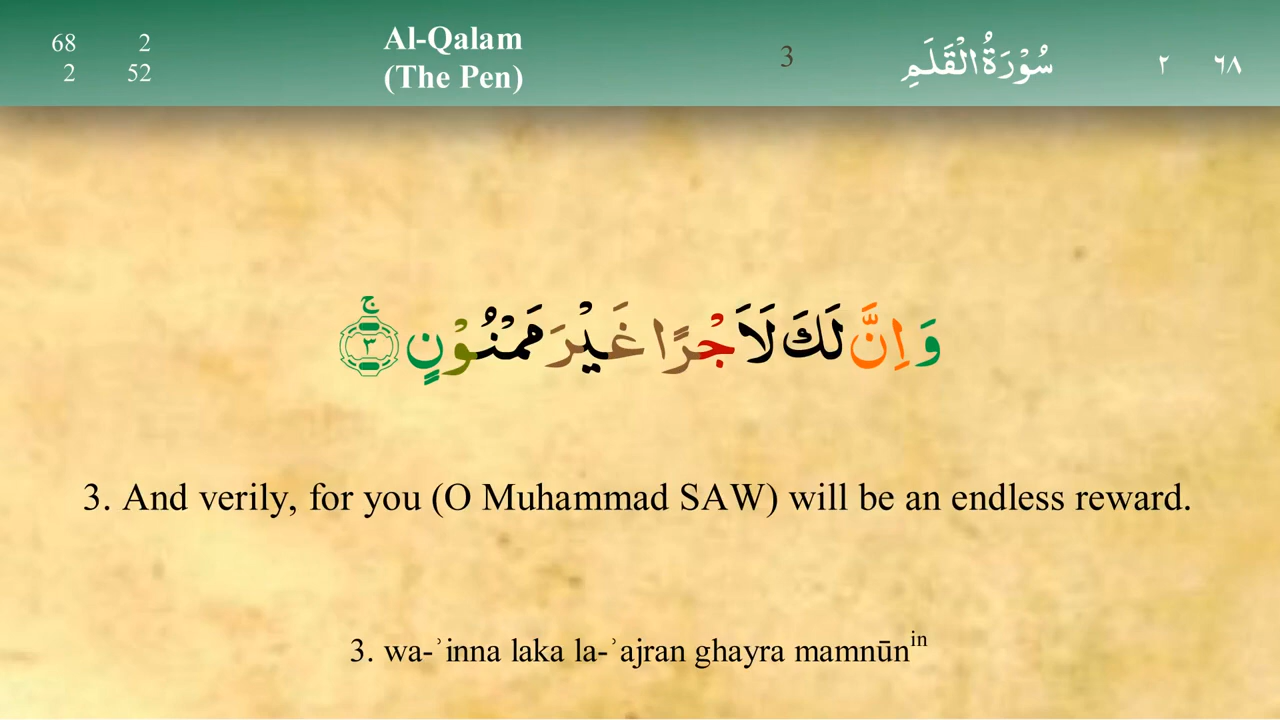 68 2
2 52
Al-Qalam
(The Pen)
3
سُوْرَةُ الْقَلَمِ
٢ ٦٨
وَاِنَّ لَكَ لَاَجْرًا غَيْرَ مَمْنُوْنٍ ۚ ٣
3. And verily, for you (O Muhammad SAW) will be an endless reward.
3. wa-ʾinna laka la-ʾajran ghayra mamnūnⁱⁿ